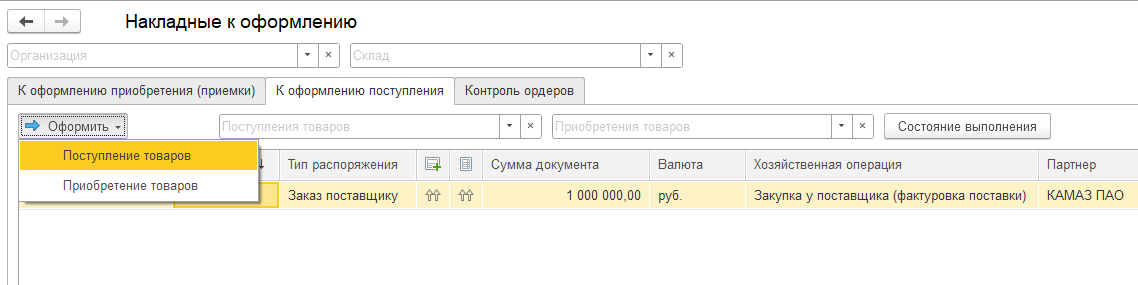 Накладные к оформлению
Организация
Склад
К оформлению приобретения (приемки) К оформлению поступления Контроль ордеров
Оформить Поступления товаров Приобретения товаров Состояние выполнения
Поступление товаров
Приобретение товаров
Тип распоряжения Сумма документа Валюта Хозяйственная операция Партнер
Заказ поставщику 1 000 000,00 руб. Закупка у поставщика (фактуровка поставки) КАМАЗ ПАО